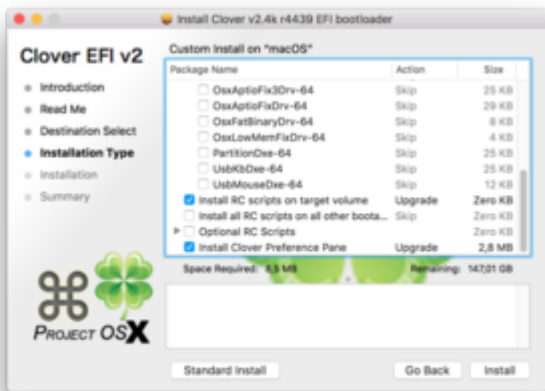 Install Clover v2.4k r4439 EFI bootloader
Clover EFI v2
Custom Install on "macOS"
Package Name Action Size
Introduction
Read Me
Destination Select
Installation Type
Installation
Summary
OsxAptioFix3Drv-64 Skip 25 KB
OsxAptioFixDrv-64 Skip 29 KB
OsxFatBinaryDrv-64 Skip 8 KB
OsxLowMemFixDrv-64 Skip 4 KB
PartitionDxe-64 Skip 25 KB
UsbKbDxe-64 Skip 25 KB
UsbMouseDxe-64 Skip 12 KB
Install RC scripts on target volume Upgrade Zero KB
Install all RC scripts on all other boota... Skip Zero KB
Optional RC Scripts Zero KB
Install Clover Preference Pane Upgrade 2,8 MB
Space Required: 8,5 MB Remaining: 147,01 GB
PROJECT OSX
Standard Install Go Back Install